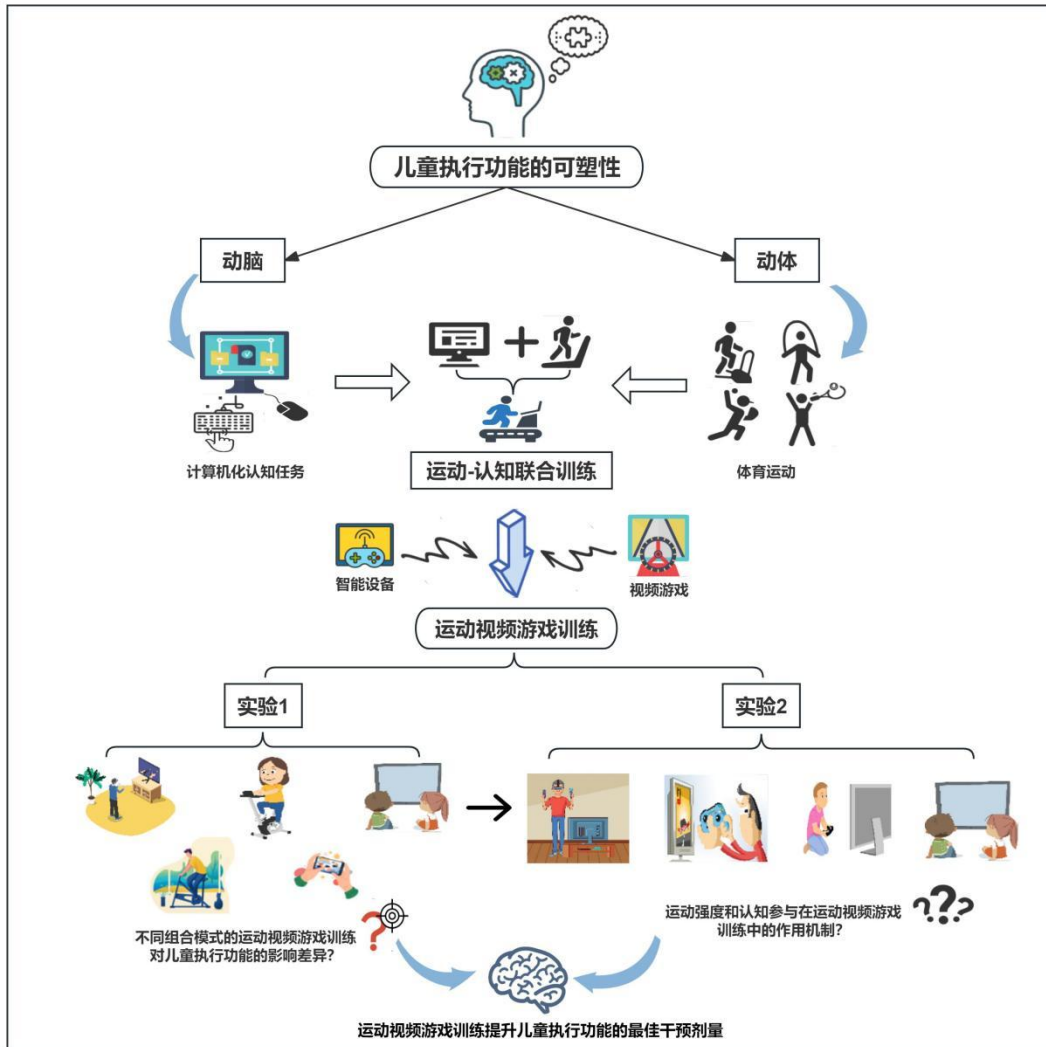 儿童执行功能的可塑性
动脑
动体
计算机化认知任务
运动-认知联合训练
体育运动
智能设备
视频游戏
运动视频游戏训练
实验1
实验2
不同组合模式的运动视频游戏训练
对儿童执行功能的影响差异?
运动强度和认知参与在运动视频游戏
训练中的作用机制?
运动视频游戏训练提升儿童执行功能的最佳干预剂量